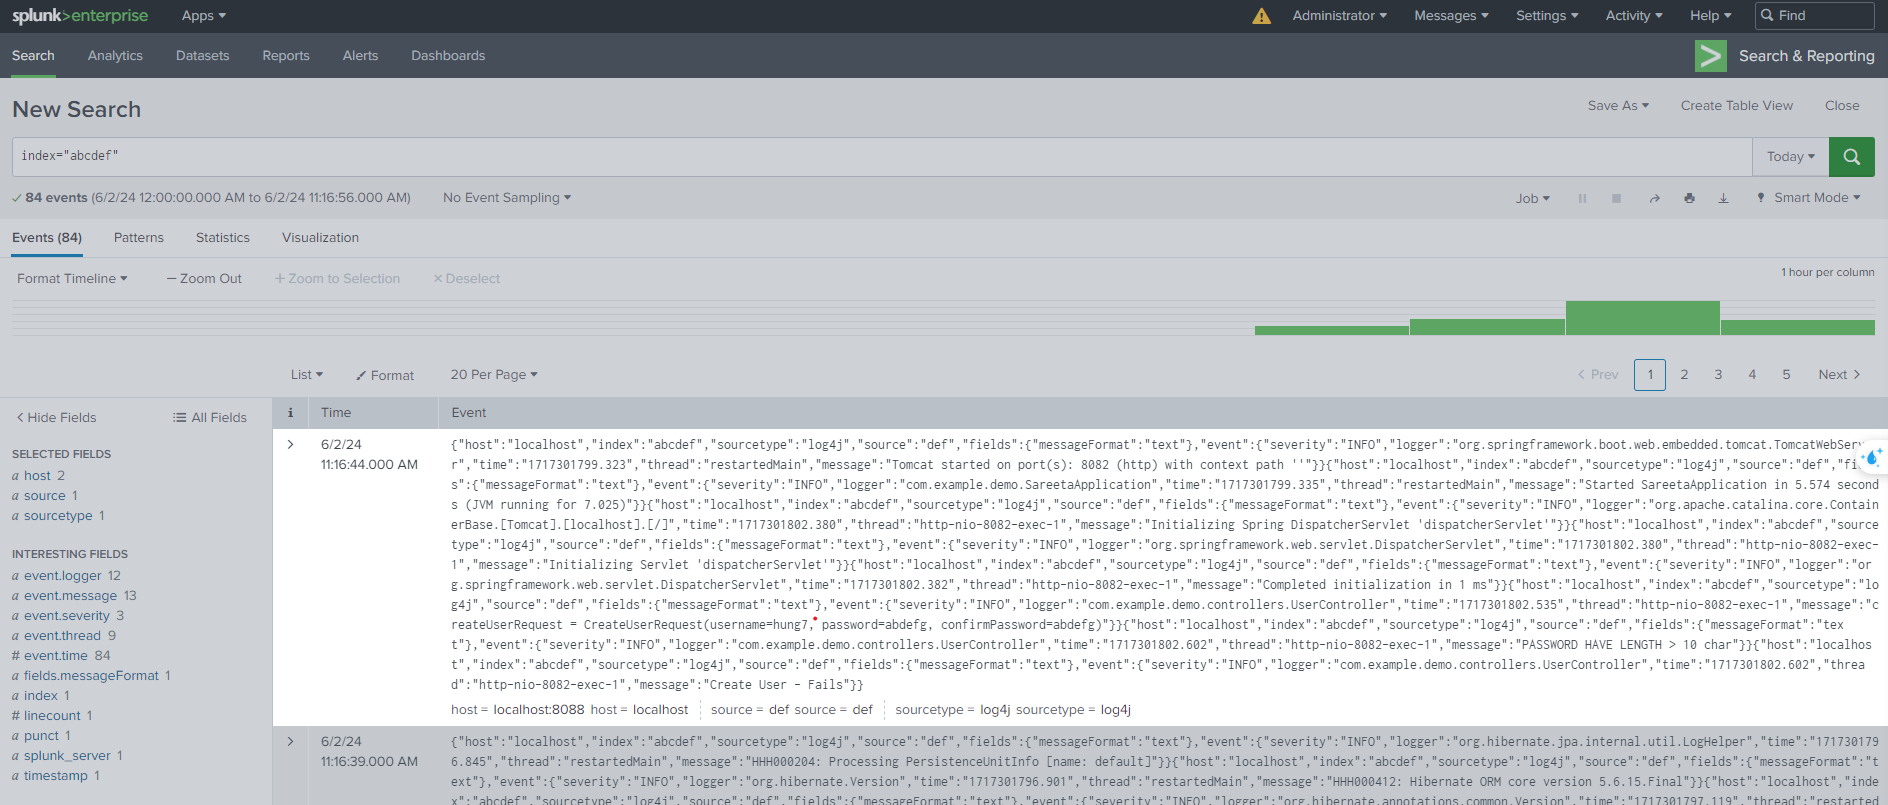 splunk>enterprise Apps Administrator Messages Settings Activity Help Find
Search Analytics Datasets Reports Alerts Dashboards Search & Reporting
New Search Save As Create Table View Close
index="abcdef" Today
84 events (6/2/24 12:00:00.000 AM to 6/2/24 11:16:56.000 AM) No Event Sampling Job Smart Mode
Events (84) Patterns Statistics Visualization
Format Timeline — Zoom Out + Zoom to Selection × Deselect 1 hour per column
List Format 20 Per Page < Prev 1 2 3 4 5 Next >
< Hide Fields All Fields
SELECTED FIELDS
a host 2
a source 1
a sourcetype 1
INTERESTING FIELDS
a event.logger 12
a event.message 13
a event.severity 3
a event.thread 9
# event.time 84
a fields.messageFormat 1
a index 1
# linecount 1
a punct 1
a splunk_server 1
a timestamp 1
i Time Event
6/2/24
11:16:44.000 AM
{"host":"localhost","index":"abcdef","sourcetype":"log4j","source":"def","fields":{"messageFormat":"text"},"event":{"severity":"INFO","logger":"org.springframework.boot.web.embedded.tomcat.TomcatWebServe
r","time":"1717301799.323","thread":"restartedMain","message":"Tomcat started on port(s): 8082 (http) with context path ''"}}{"host":"localhost","index":"abcdef","sourcetype":"log4j","source":"def","field
s":{"messageFormat":"text"},"event":{"severity":"INFO","logger":"com.example.demo.SareetaApplication","time":"1717301799.335","thread":"restartedMain","message":"Started SareetaApplication in 5.574 second
s (JVM running for 7.025)"}}{"host":"localhost","index":"abcdef","sourcetype":"log4j","source":"def","fields":{"messageFormat":"text"},"event":{"severity":"INFO","logger":"org.apache.catalina.core.Contain
erBase.[Tomcat].[localhost].[/]","time":"1717301802.380","thread":"http-nio-8082-exec-1","message":"Initializing Spring DispatcherServlet 'dispatcherServlet'"}}{"host":"localhost","index":"abcdef","source
type":"log4j","source":"def","fields":{"messageFormat":"text"},"event":{"severity":"INFO","logger":"org.springframework.web.servlet.DispatcherServlet","time":"1717301802.380","thread":"http-nio-8082-exec-
1","message":"Initializing Servlet 'dispatcherServlet'"}}{"host":"localhost","index":"abcdef","sourcetype":"log4j","source":"def","fields":{"messageFormat":"text"},"event":{"severity":"INFO","logger":"or
g.springframework.web.servlet.DispatcherServlet","time":"1717301802.382","thread":"http-nio-8082-exec-1","message":"Completed initialization in 1 ms"}}{"host":"localhost","index":"abcdef","sourcetype":"lo
g4j","source":"def","fields":{"messageFormat":"text"},"event":{"severity":"INFO","logger":"com.example.demo.controllers.UserController","time":"1717301802.535","thread":"http-nio-8082-exec-1","message":"c
reateUserRequest = CreateUserRequest(username=hung7, password=abdefg, confirmPassword=abdefg)"}}{"host":"localhost","index":"abcdef","sourcetype":"log4j","source":"def","fields":{"messageFormat":"tex
t"},"event":{"severity":"INFO","logger":"com.example.demo.controllers.UserController","time":"1717301802.602","thread":"http-nio-8082-exec-1","message":"PASSWORD HAVE LENGTH > 10 char"}}{"host":"localhos
t","index":"abcdef","sourcetype":"log4j","source":"def","fields":{"messageFormat":"text"},"event":{"severity":"INFO","logger":"com.example.demo.controllers.UserController","time":"1717301802.602","threa
d":"http-nio-8082-exec-1","message":"Create User - Fails"}}
host = localhost:8088 host = localhost source = def source = def sourcetype = log4j sourcetype = log4j
6/2/24
11:16:39.000 AM
{"host":"localhost","index":"abcdef","sourcetype":"log4j","source":"def","fields":{"messageFormat":"text"},"event":{"severity":"INFO","logger":"org.hibernate.jpa.internal.util.LogHelper","time":"171730179
6.845","thread":"restartedMain","message":"HHH000204: Processing PersistenceUnitInfo [name: default]"}}{"host":"localhost","index":"abcdef","sourcetype":"log4j","source":"def","fields":{"messageFormat":"t
ext"},"event":{"severity":"INFO","logger":"org.hibernate.Version","time":"1717301796.901","thread":"restartedMain","message":"HHH000412: Hibernate ORM core version 5.6.15.Final"}}{"host":"localhost","inde
x":"abcdef","sourcetype":"log4j","source":"def","fields":{"messageFormat":"text"},"event":{"severity":"INFO","logger":"org.hibernate.annotations.common.Version","time":"1717301797.119","thread":"restarted